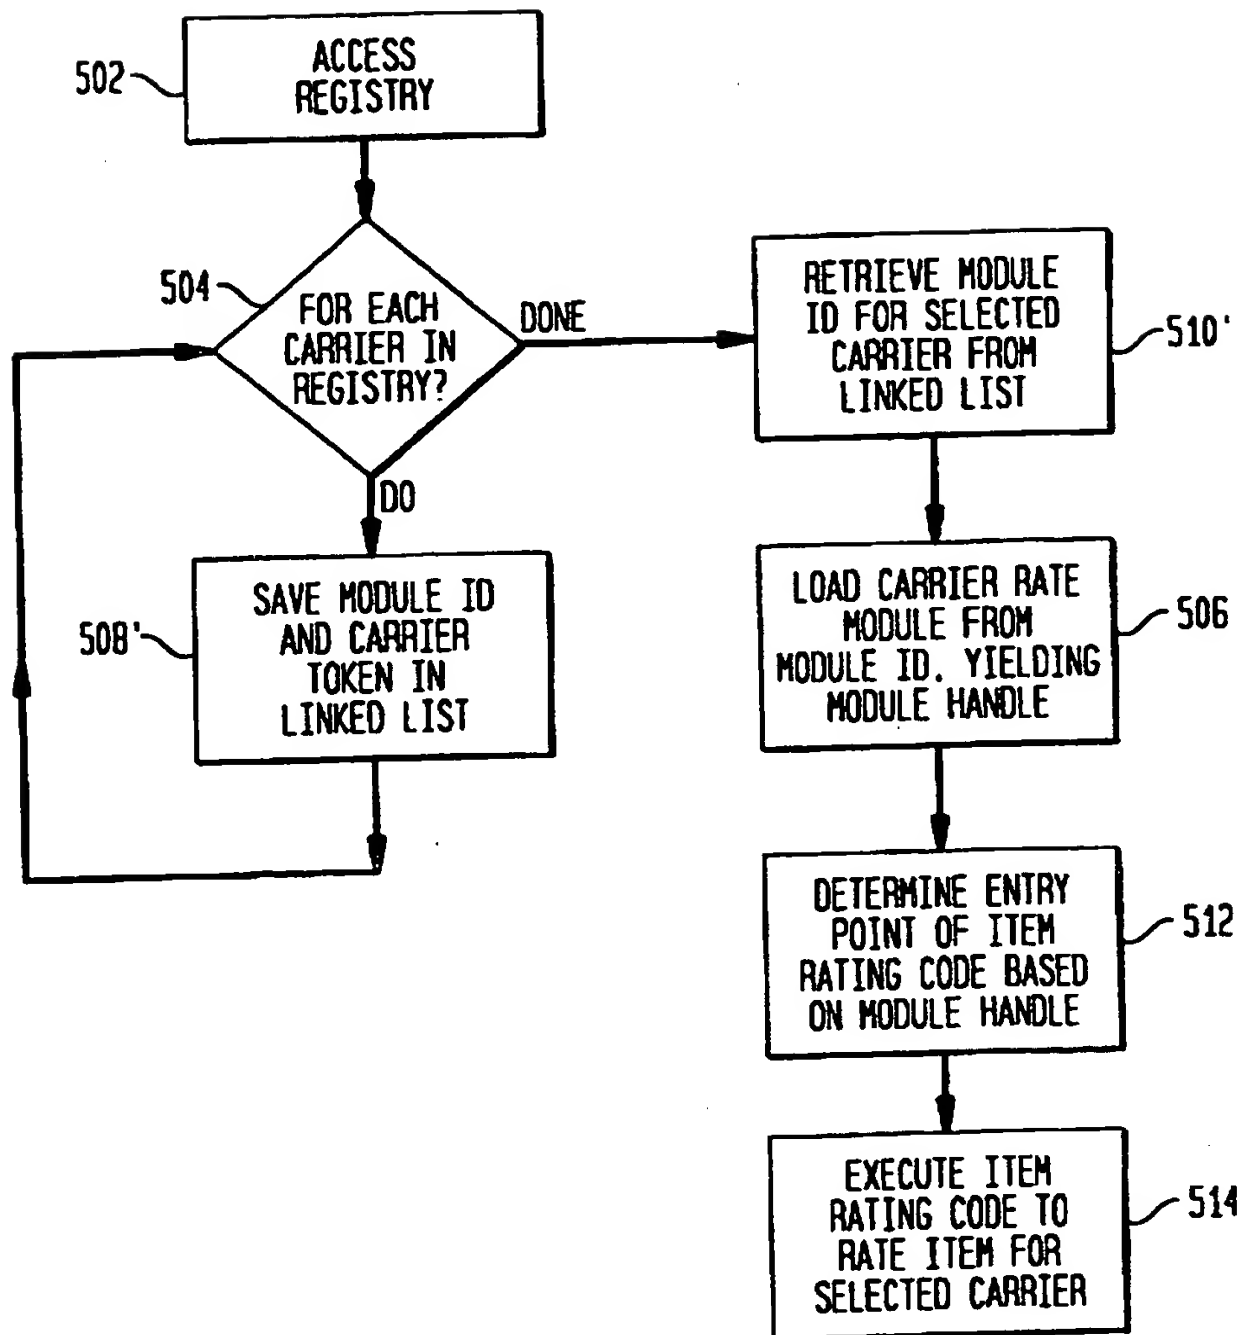 502
ACCESS
REGISTRY
504
FOR EACH
CARRIER IN
REGISTRY?
DONE
DO
508'
SAVE MODULE ID
AND CARRIER
TOKEN IN
LINKED LIST
RETRIEVE MODULE
ID FOR SELECTED
CARRIER FROM
LINKED LIST
510'
LOAD CARRIER RATE
MODULE FROM
MODULE ID. YIELDING
MODULE HANDLE
506
DETERMINE ENTRY
POINT OF ITEM
RATING CODE BASED
ON MODULE HANDLE
512
EXECUTE ITEM
RATING CODE TO
RATE ITEM FOR
SELECTED CARRIER
514